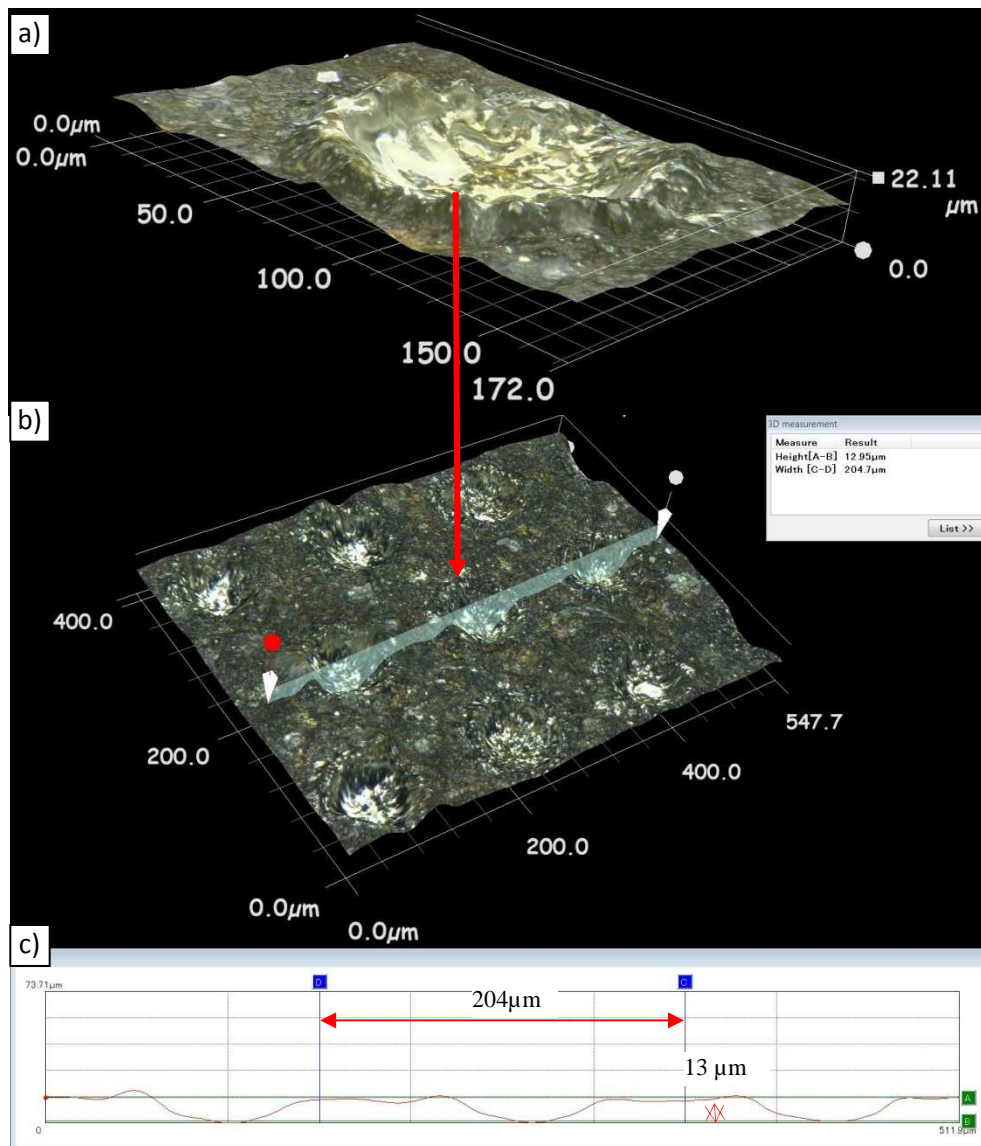 a)
0.0μm
0.0μm
50.0
100.0
150.0
172.0
22.11
μm
0.0
b)
3D measurement
Measure Result
Height[A-B] 12.95μm
Width [C-D] 204.7μm
List >>
400.0
200.0
0.0μm
0.0μm
200.0
400.0
547.7
c)
73.71μm
D
C
204μm
13 μm
A
B
0
511.9μm